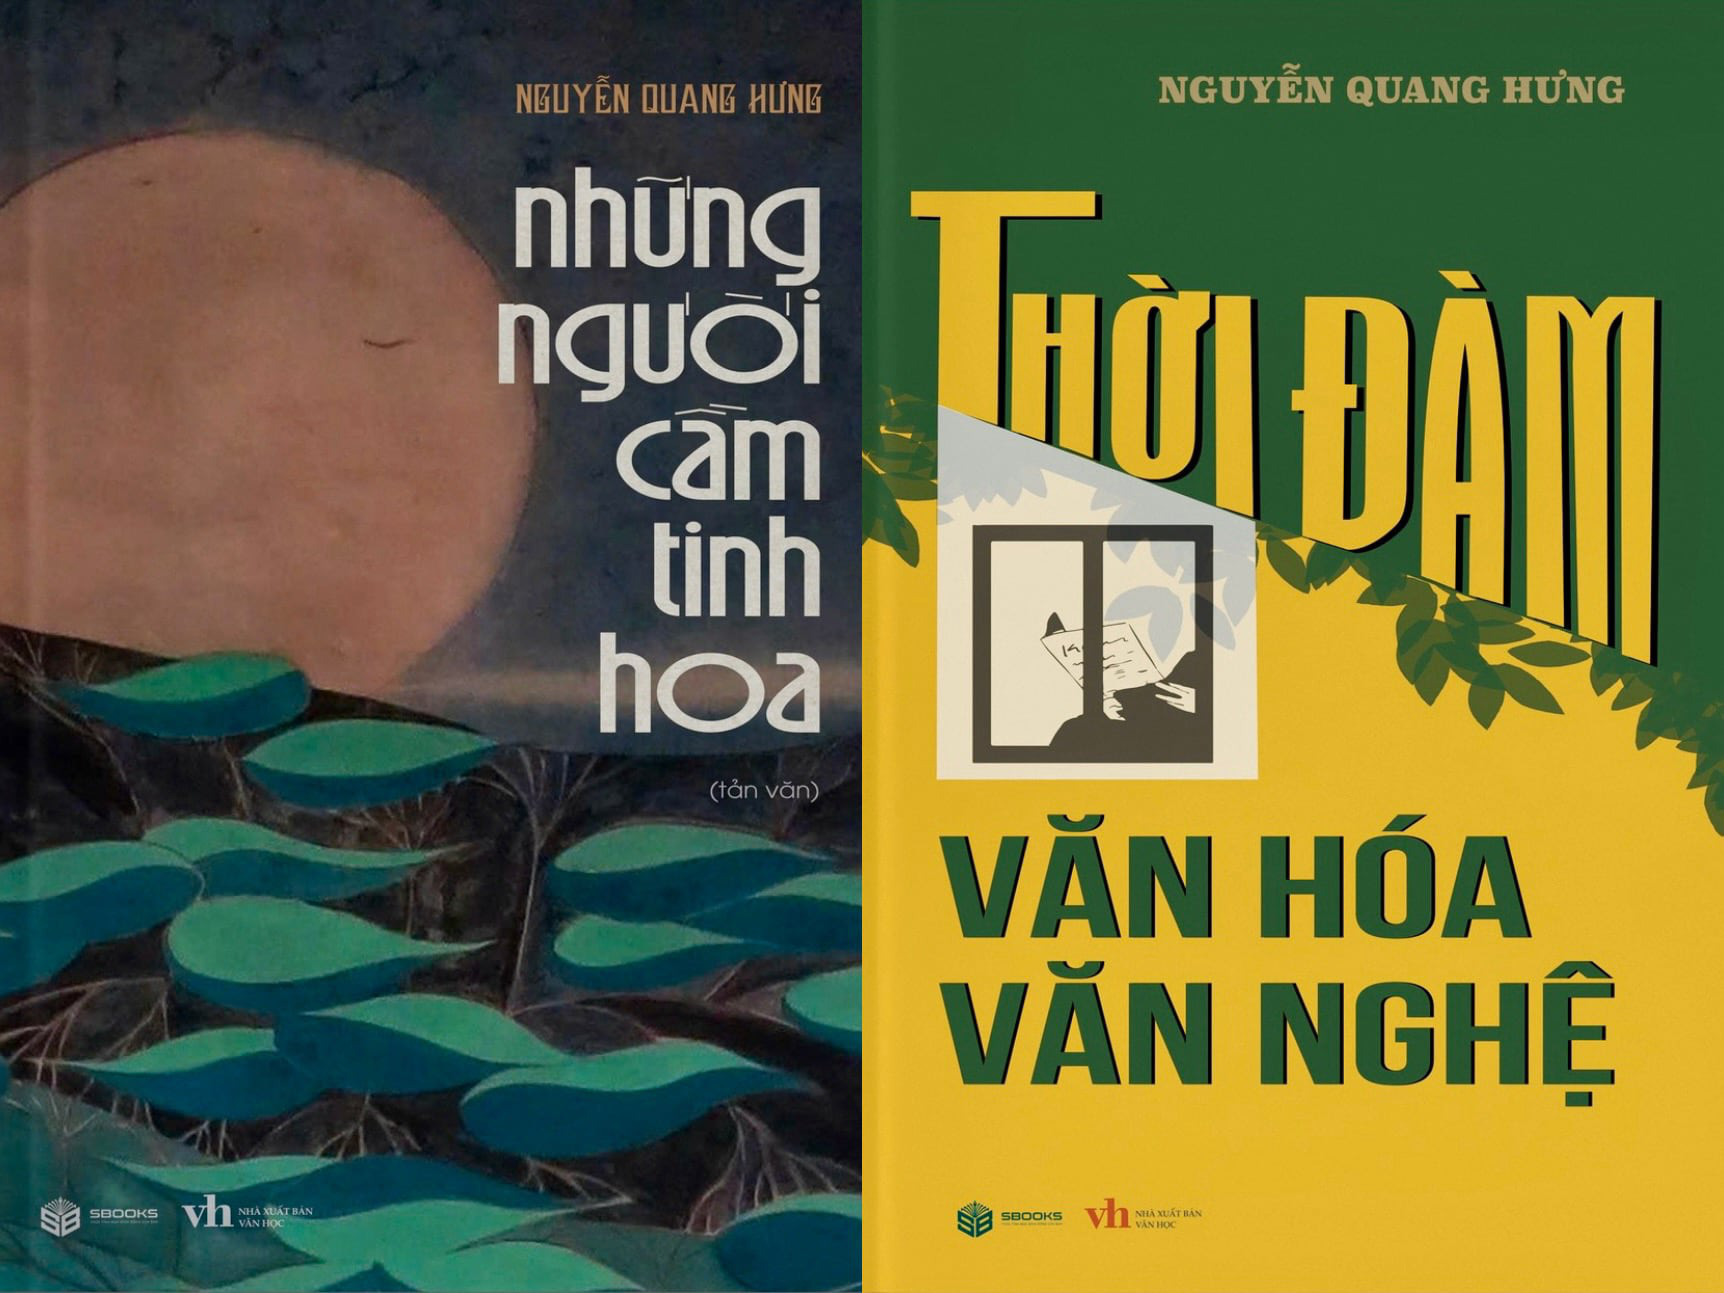 NGUYỄN QUANG HƯNG
những
người
cầm
tinh
hoa
(tản văn)
SBOOKS
vh NHÀ XUẤT BẢN
VĂN HỌC
NGUYỄN QUANG HƯNG
THỜI ĐÀM
VĂN HÓA
VĂN NGHỆ
SBOOKS
vh NHÀ XUẤT BẢN
VĂN HỌC